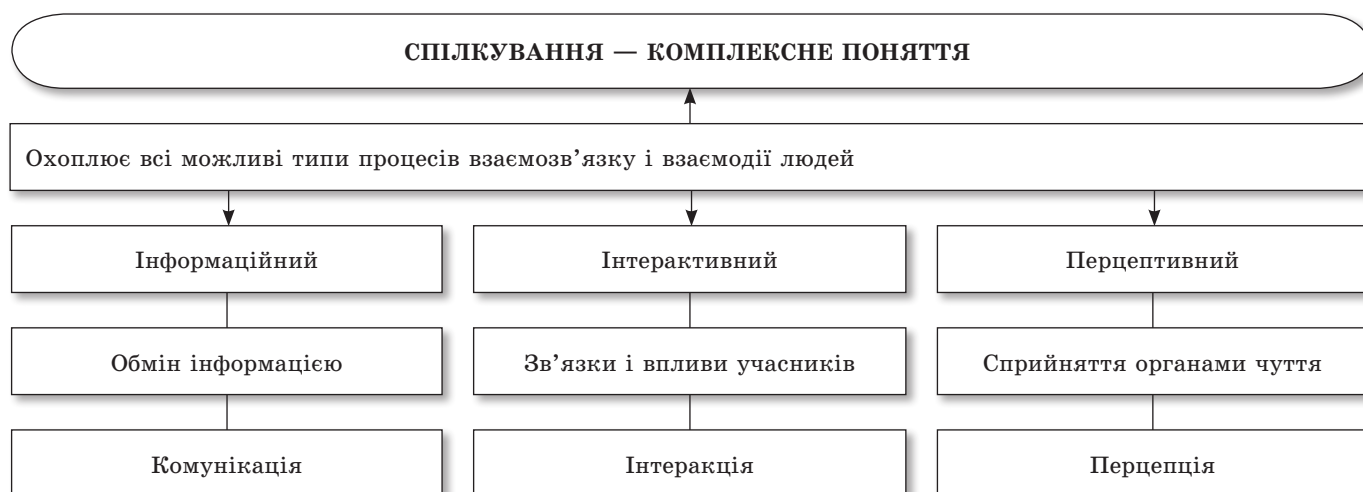 СПІЛКУВАННЯ — КОМПЛЕКСНЕ ПОНЯТТЯ
Охоплює всі можливі типи процесів взаємозв’язку і взаємодії людей
Інформаційний
Інтерактивний
Перцептивний
Обмін інформацією
Зв’язки і впливи учасників
Сприйняття органами чуття
Комунікація
Інтеракція
Перцепція